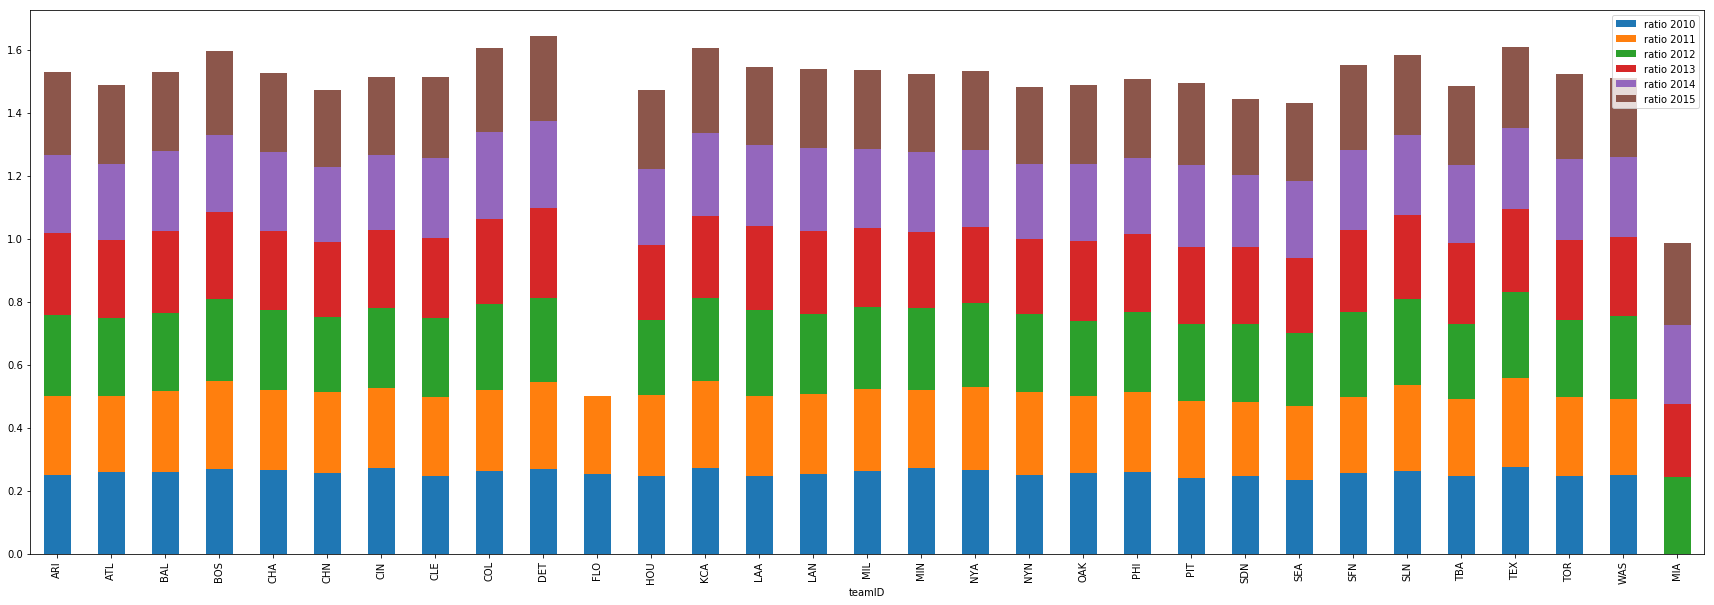 ratio 2010
ratio 2011
ratio 2012
ratio 2013
ratio 2014
ratio 2015
1.6
1.4
1.2
1.0
0.8
0.6
0.4
0.2
0.0
ARI
ATL
BAL
BOS
CHA
CHN
CIN
CLE
COL
DET
FLO
HOU
KCA
LAA
LAN
MIL
MIN
NYA
NYN
OAK
PHI
PIT
SDN
SEA
SFN
SLN
TBA
TEX
TOR
WAS
MIA
teamID